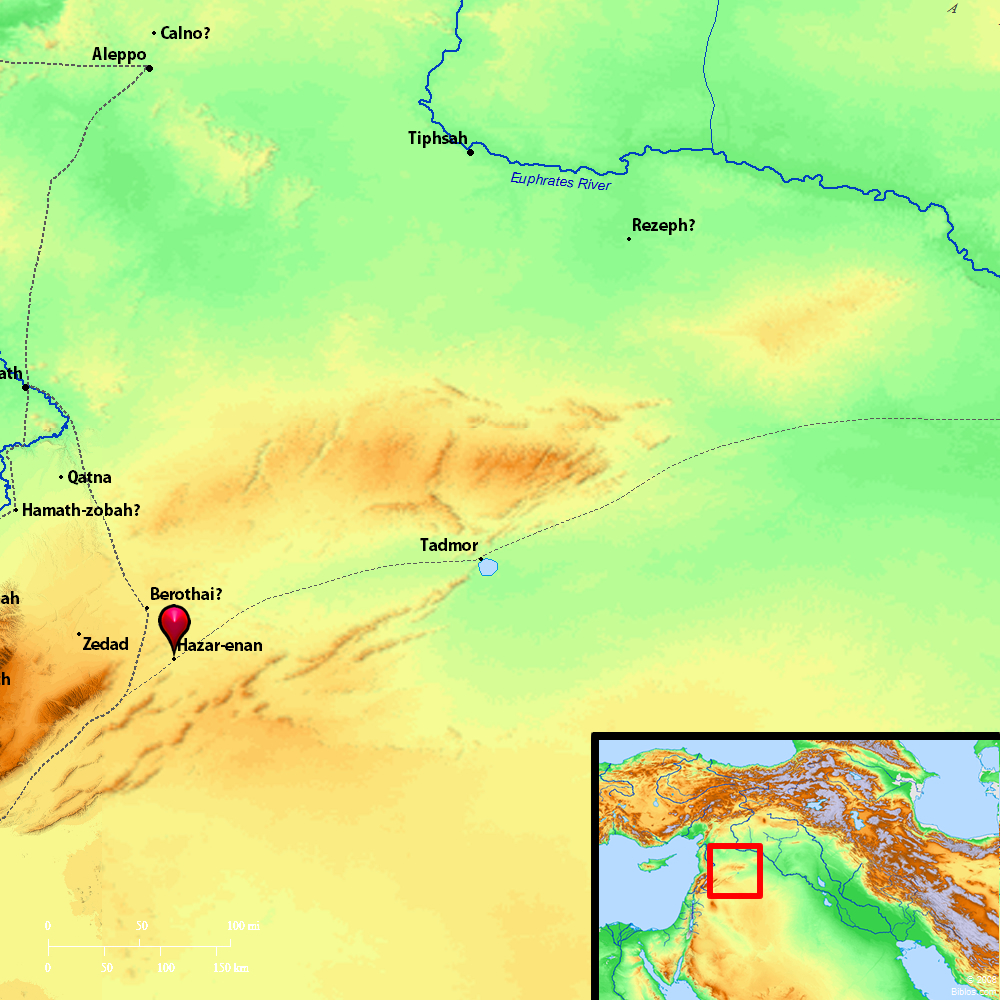 A
Calno?
Aleppo
Tiphsah
Euphrates River
Rezeph?
ath
Qatna
Hamath-zobah?
Tadmor
Berothai?
ah
Zedad
Hazar-enan
h
0 50 100 mi
0 50 100 150 km
Bibles.com